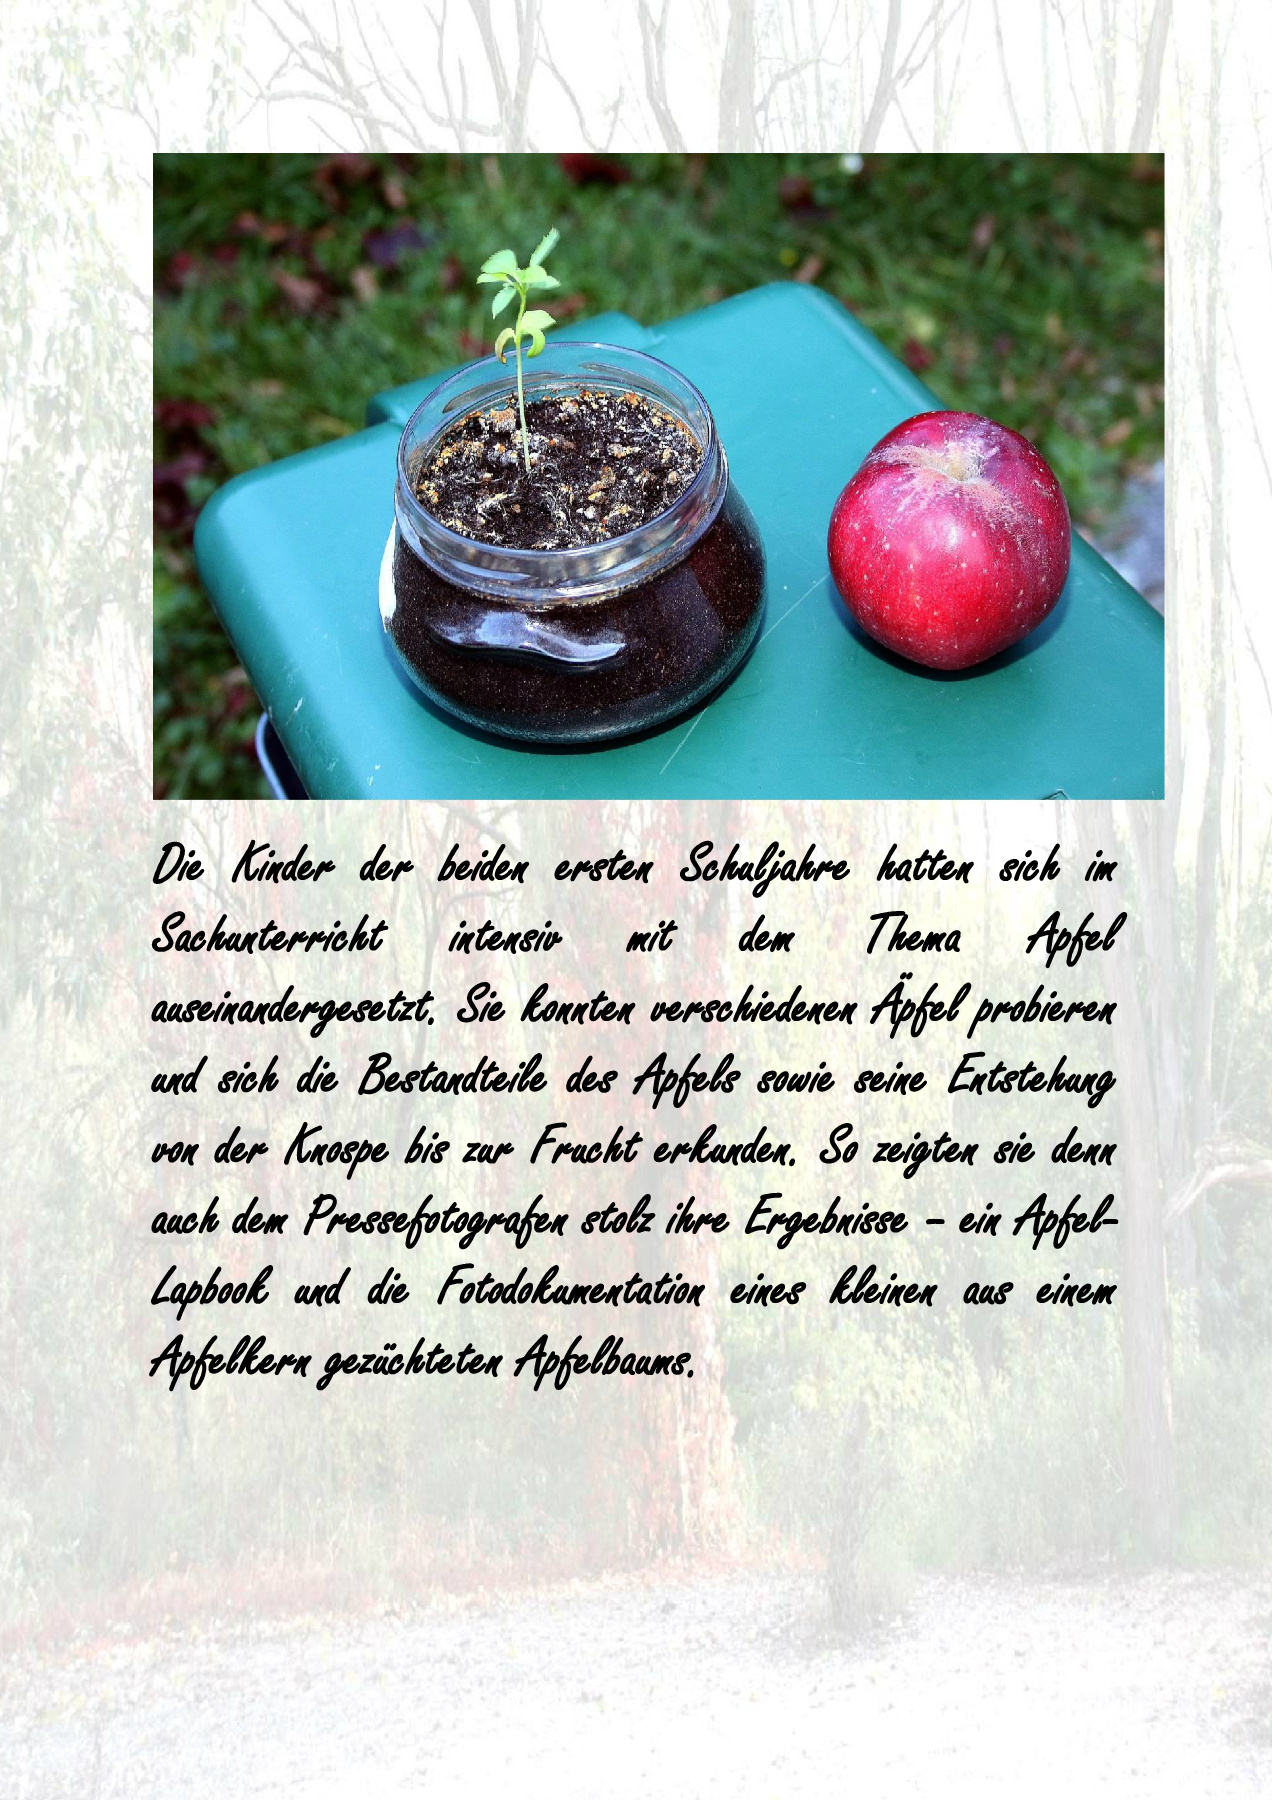 Die Kinder der beiden ersten Schuljahre hatten sich im
Sachunterricht intensiv mit dem Thema Apfel
auseinandergesetzt. Sie konnten verschiedenen Äpfel probieren
und sich die Bestandteile des Apfels sowie seine Entstehung
von der Knospe bis zur Frucht erkunden. So zeigten sie denn
auch dem Pressefotografen stolz ihre Ergebnisse – ein Apfel-
Lapbook und die Fotodokumentation eines kleinen aus einem
Apfelkern gezüchteten Apfelbaums.